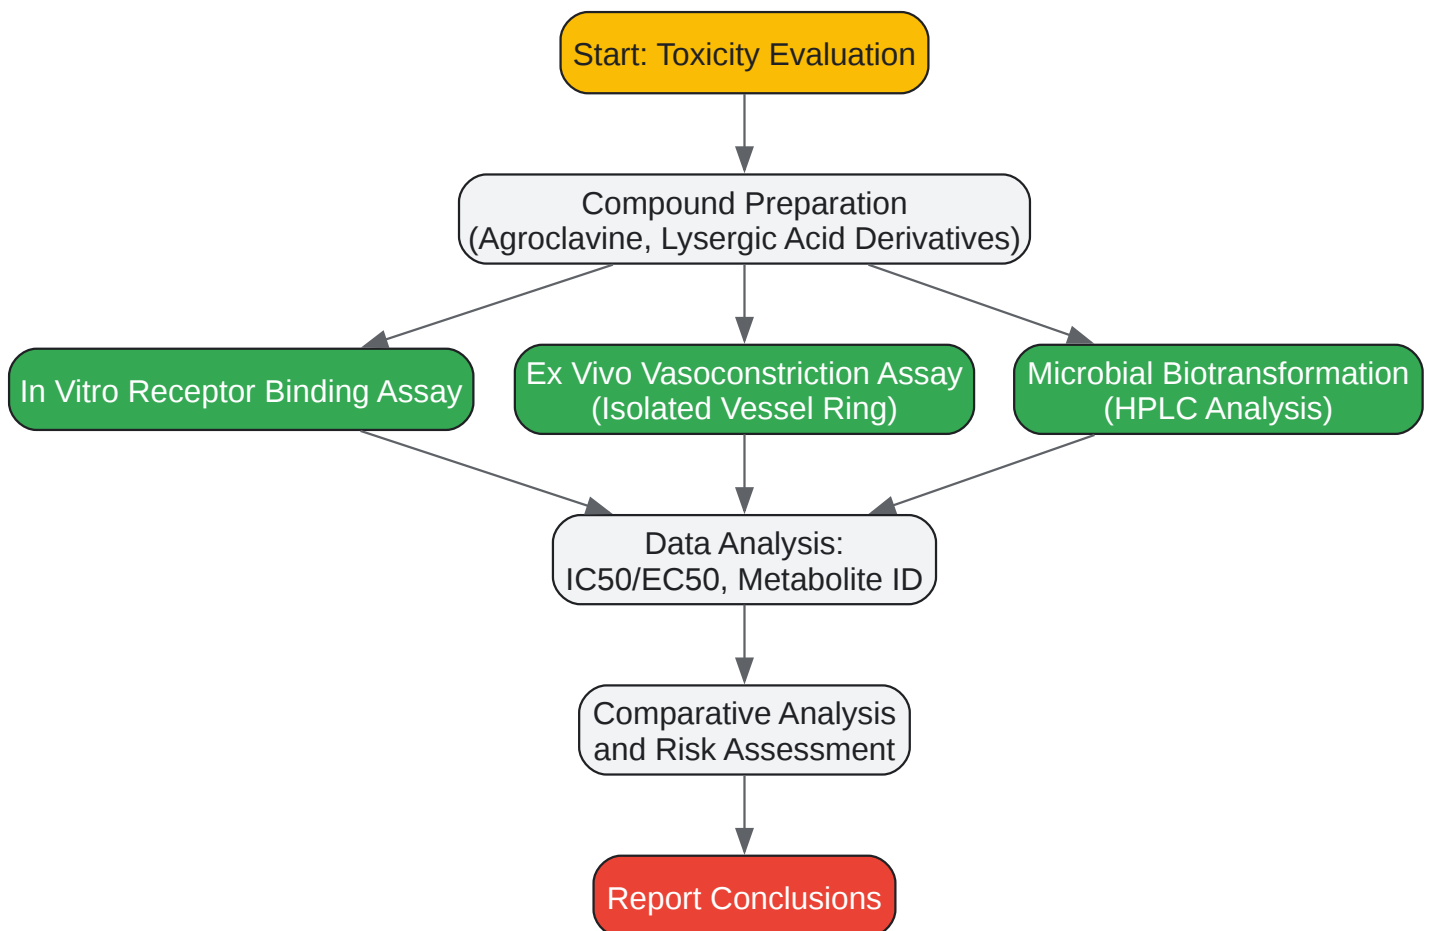 Start: Toxicity Evaluation
Compound Preparation
(Agroclavine, Lysergic Acid Derivatives)
In Vitro Receptor Binding Assay
Ex Vivo Vasoconstriction Assay
(Isolated Vessel Ring)
Microbial Biotransformation
(HPLC Analysis)
Data Analysis:
IC50/EC50, Metabolite ID
Comparative Analysis
and Risk Assessment
Report Conclusions